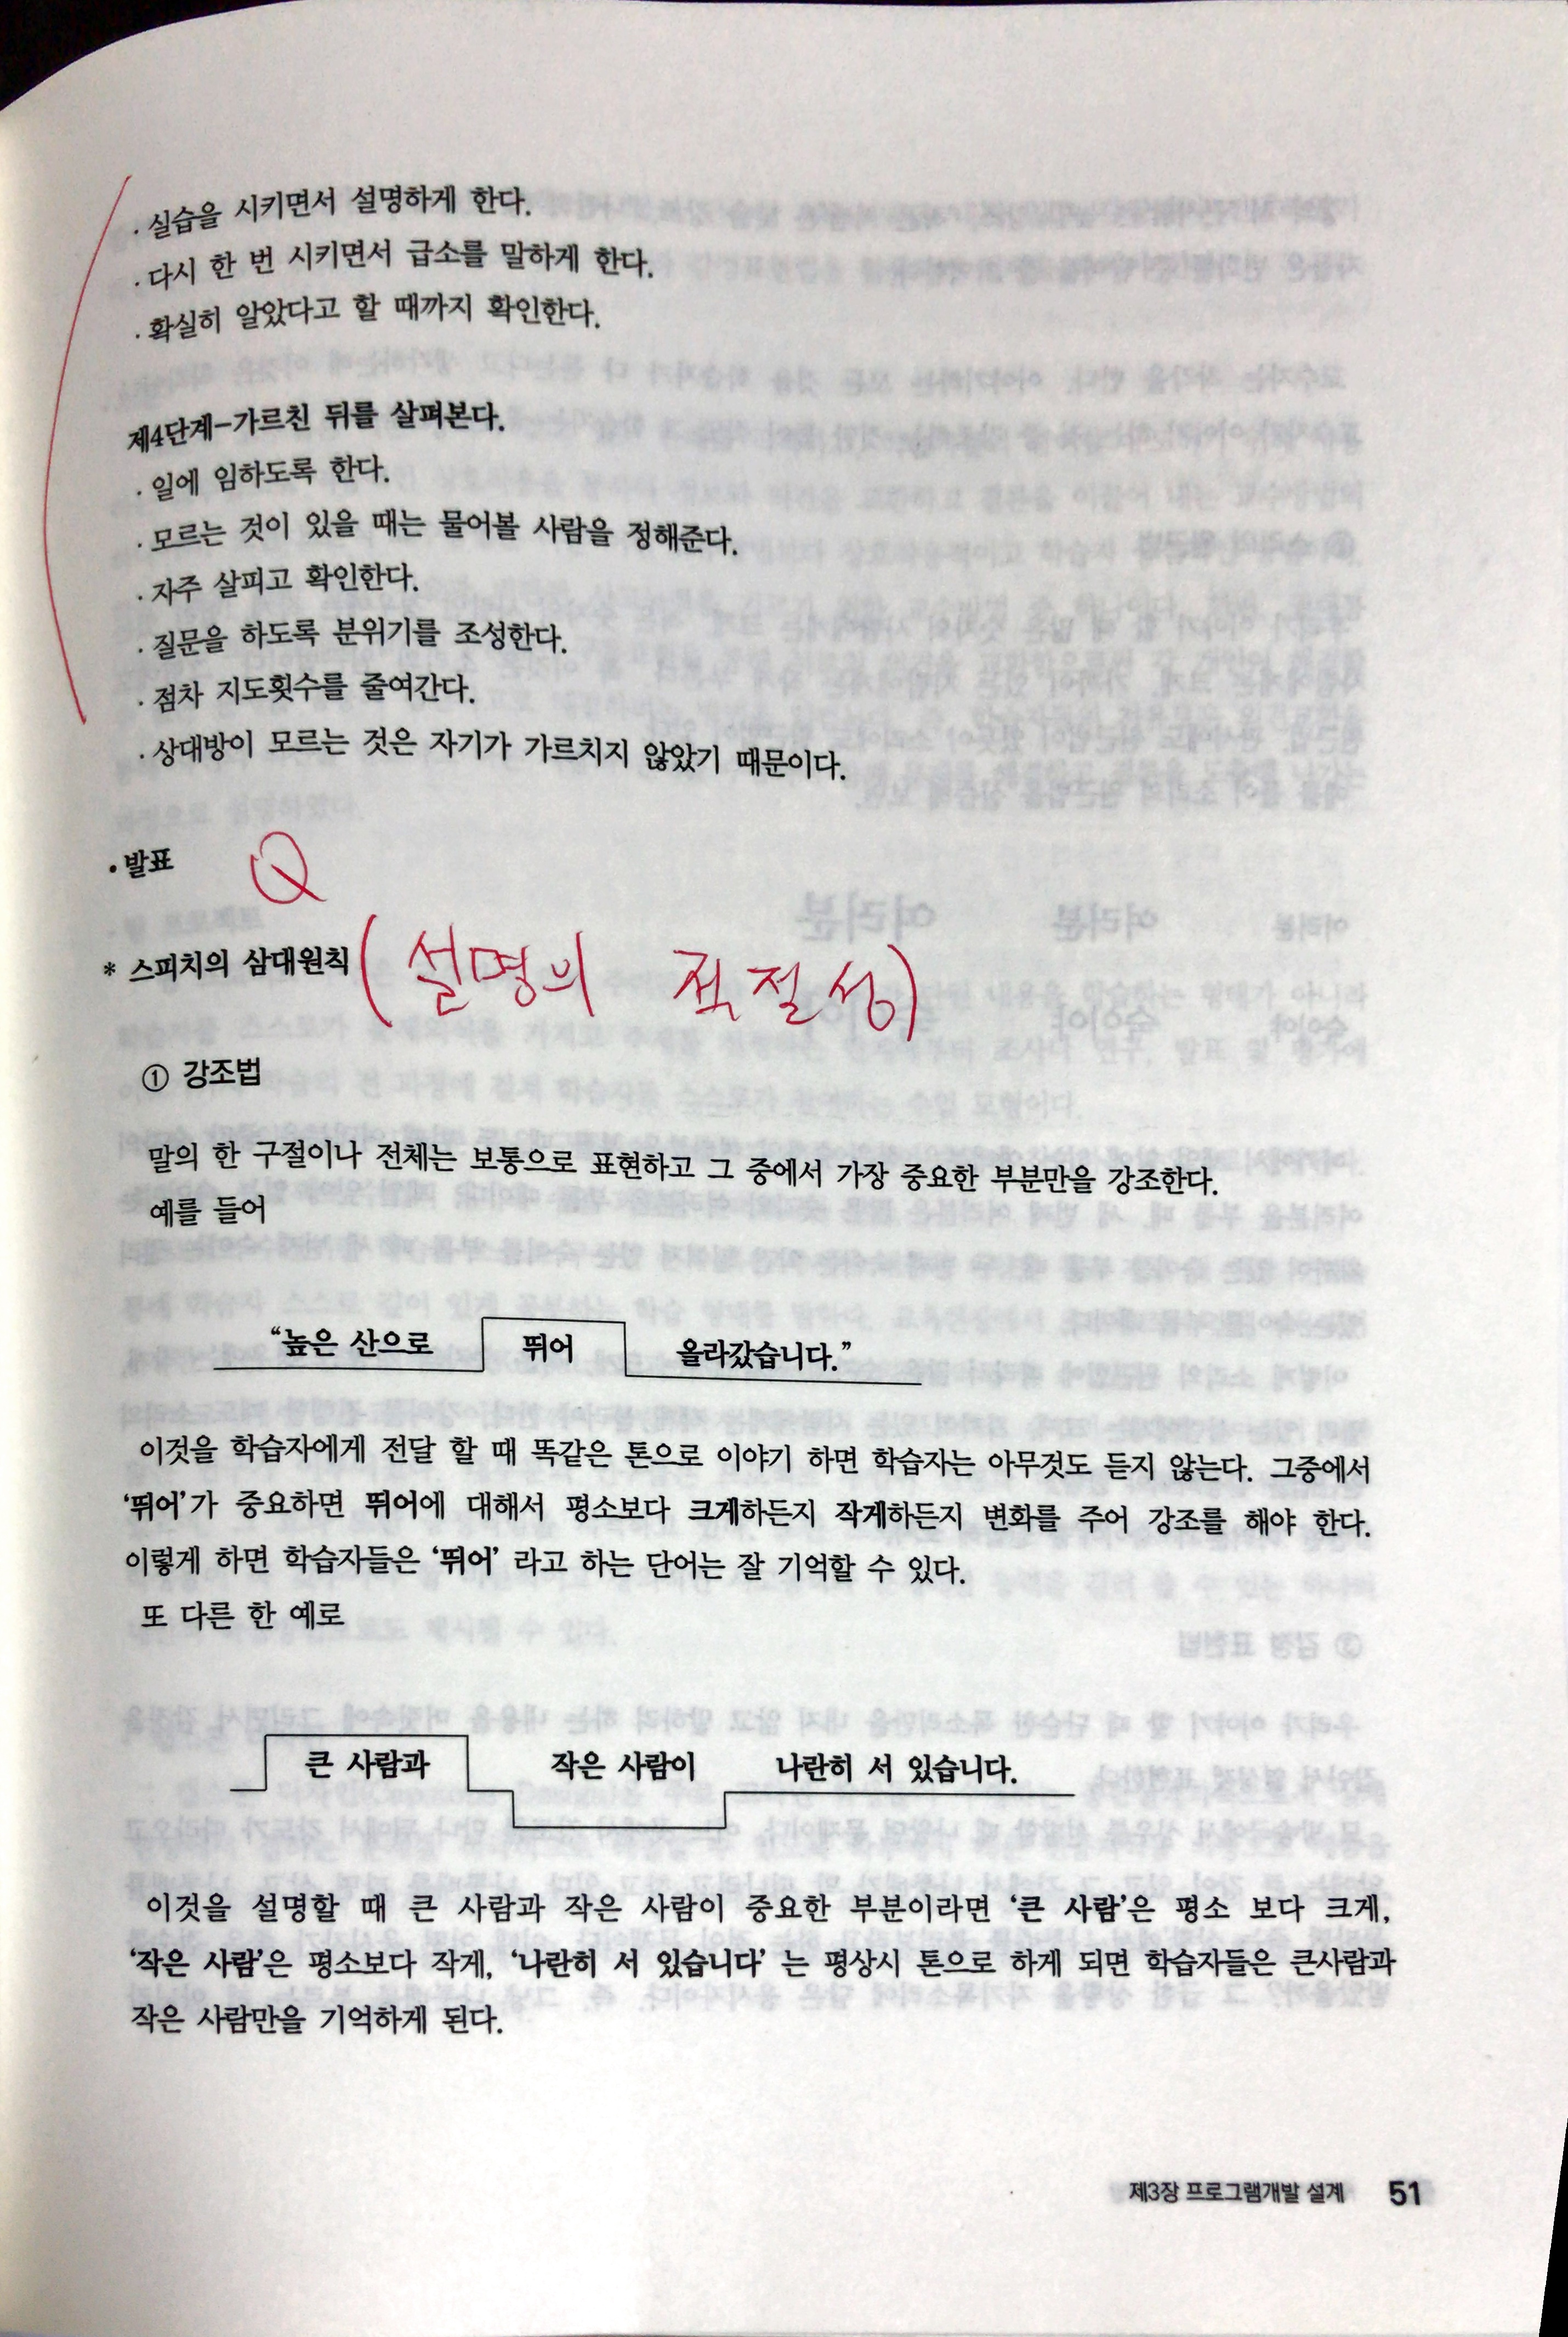 · 실습을 시키면서 설명하게 한다.
· 다시 한 번 시키면서 급소를 말하게 한다.
· 확실히 알았다고 할 때까지 확인한다.
제4단계-가르친 뒤를 살펴본다.
· 일에 임하도록 한다.
· 모르는 것이 있을 때는 물어볼 사람을 정해준다.
· 자주 살피고 확인한다.
· 질문을 하도록 분위기를 조성한다.
· 점차 지도횟수를 줄여간다.
· 상대방이 모르는 것은 자기가 가르치지 않았기 때문이다.
• 발표 Q
* 스피치의 삼대원칙 (설명의 적절성)
① 강조법
말의 한 구절이나 전체는 보통으로 표현하고 그 중에서 가장 중요한 부분만을 강조한다.
예를 들어
“높은 산으로 뛰어 올라갔습니다.”
이것을 학습자에게 전달 할 때 똑같은 톤으로 이야기 하면 학습자는 아무것도 듣지 않는다. 그중에서
‘뛰어’가 중요하면 뛰어에 대해서 평소보다 크게하든지 작게하든지 변화를 주어 강조를 해야 한다.
이렇게 하면 학습자들은 ‘뛰어’ 라고 하는 단어는 잘 기억할 수 있다.
또 다른 한 예로
큰 사람과 작은 사람이 나란히 서 있습니다.
이것을 설명할 때 큰 사람과 작은 사람이 중요한 부분이라면 ‘큰 사람’은 평소 보다 크게,
‘작은 사람’은 평소보다 작게, ‘나란히 서 있습니다’ 는 평상시 톤으로 하게 되면 학습자들은 큰사람과
작은 사람만을 기억하게 된다.
제3장 프로그램개발 설계 51